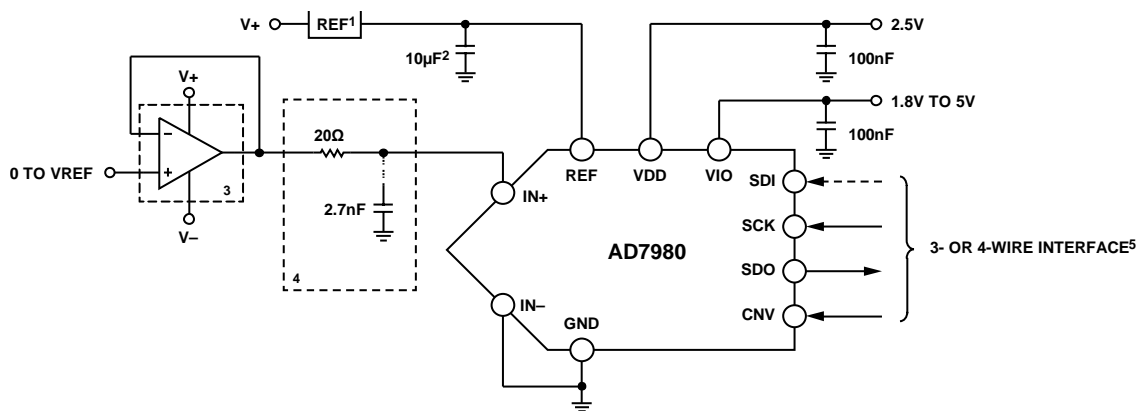 V+
REF1
10µF2
2.5V
100nF
1.8V TO 5V
100nF
V+
–
+
3
0 TO VREF
V–
20Ω
2.7nF
4
REF
VDD
VIO
IN+
IN–
GND
AD7980
SDI
SCK
SDO
CNV
3- OR 4-WIRE INTERFACE5